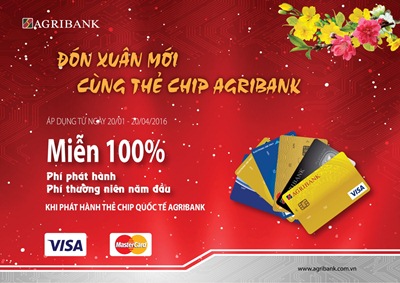 AGRIBANK
ĐÓN XUÂN MỚI
CÙNG THẺ CHIP AGRIBANK
ÁP DỤNG TỪ NGÀY 20/01 - 20/04/2016
Miễn 100%
Phí phát hành
Phí thường niên năm đầu
KHI PHÁT HÀNH THẺ CHIP QUỐC TẾ AGRIBANK
VISA
MasterCard
AGRIBANK
VISA
www.agribank.com.vn